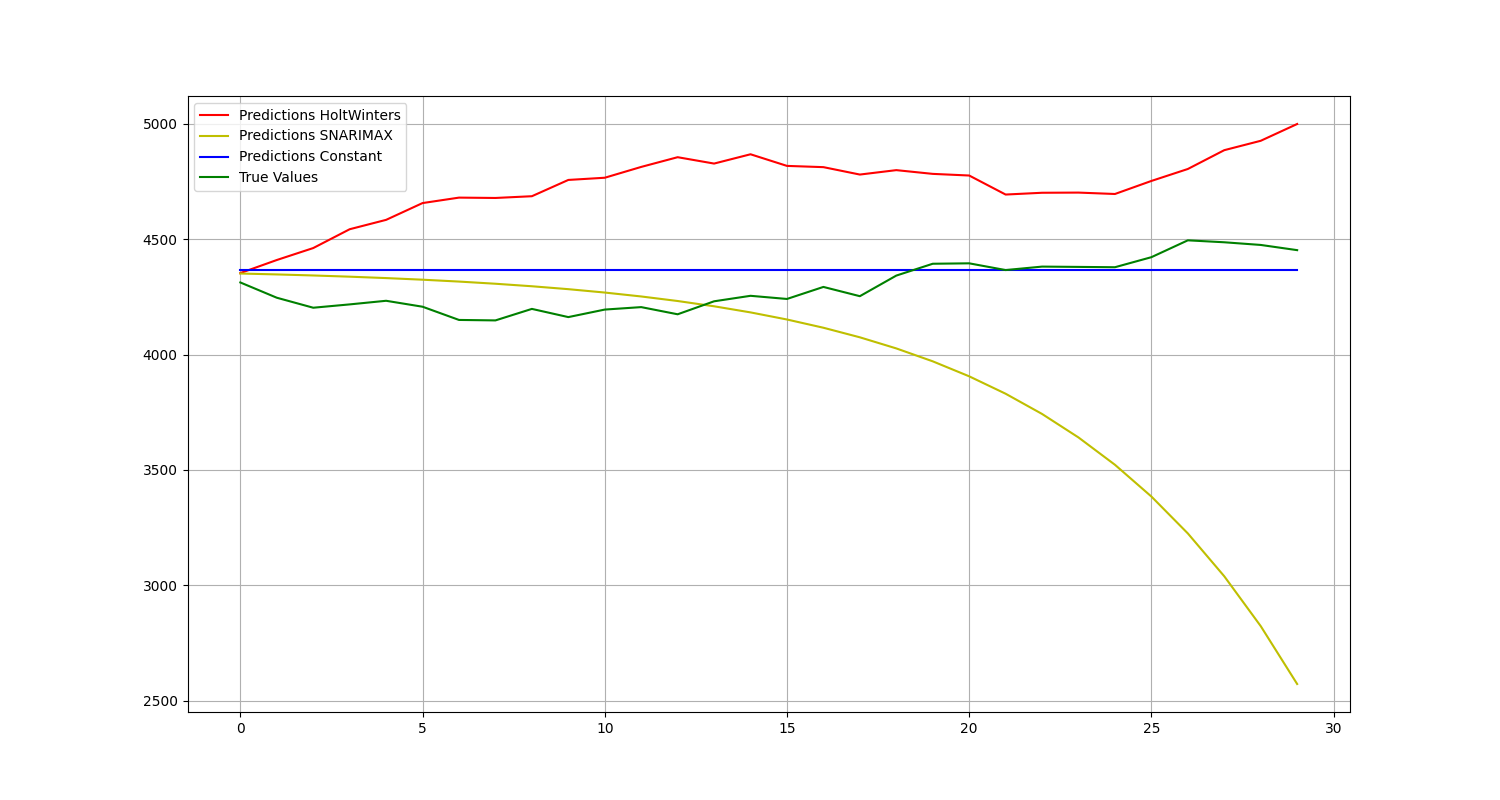 Predictions HoltWinters
Predictions SNARIMAX
Predictions Constant
True Values
5000
4500
4000
3500
3000
2500
0 5 10 15 20 25 30